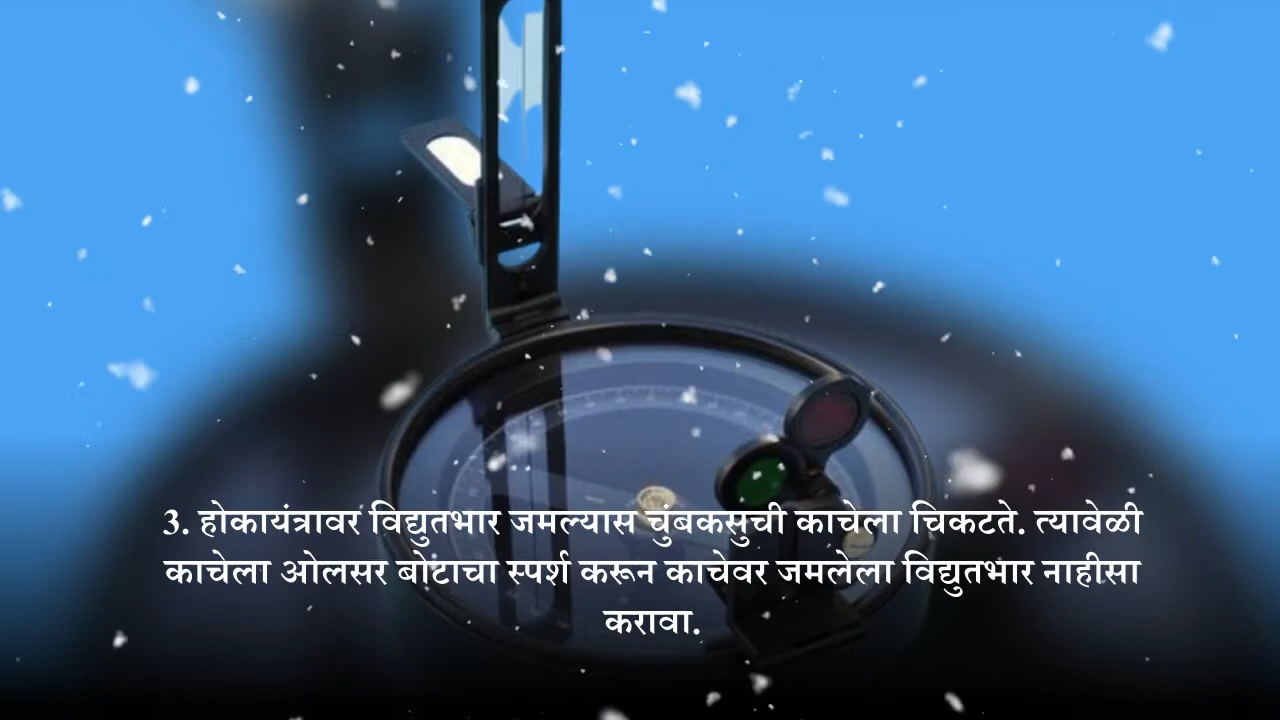 3. होकायंत्रावर विद्युतभार जमल्यास चुंबकसुची काचेला चिकटते. त्यावेळी
काचेला ओलसर बोटाचा स्पर्श करून काचेवर जमलेला विद्युतभार नाहीसा
करावा.